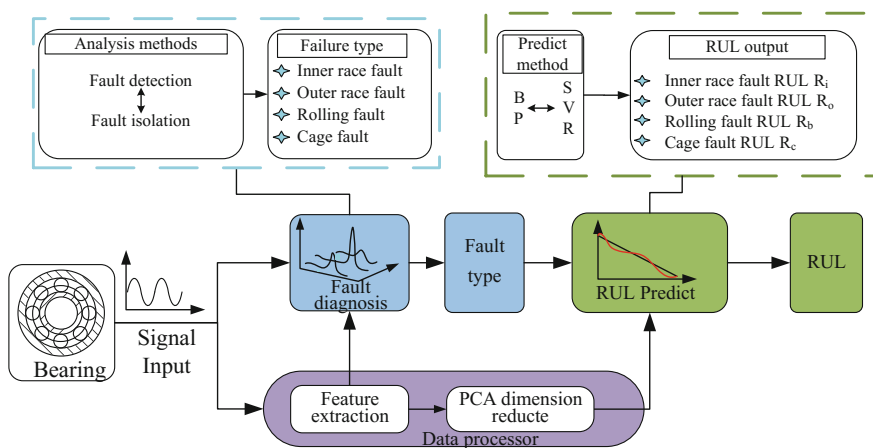 Analysis methods
Fault detection
Fault isolation
Failure type
Inner race fault
Outer race fault
Rolling fault
Cage fault
Predict
method
B
P
S
V
R
RUL output
Inner race fault RUL Ri
Outer race fault RUL Ro
Rolling fault RUL Rb
Cage fault RUL Rc
Bearing
Signal
Input
Fault
diagnosis
Fault
type
RUL Predict
RUL
Feature
extraction
PCA dimension
reducte
Data processor